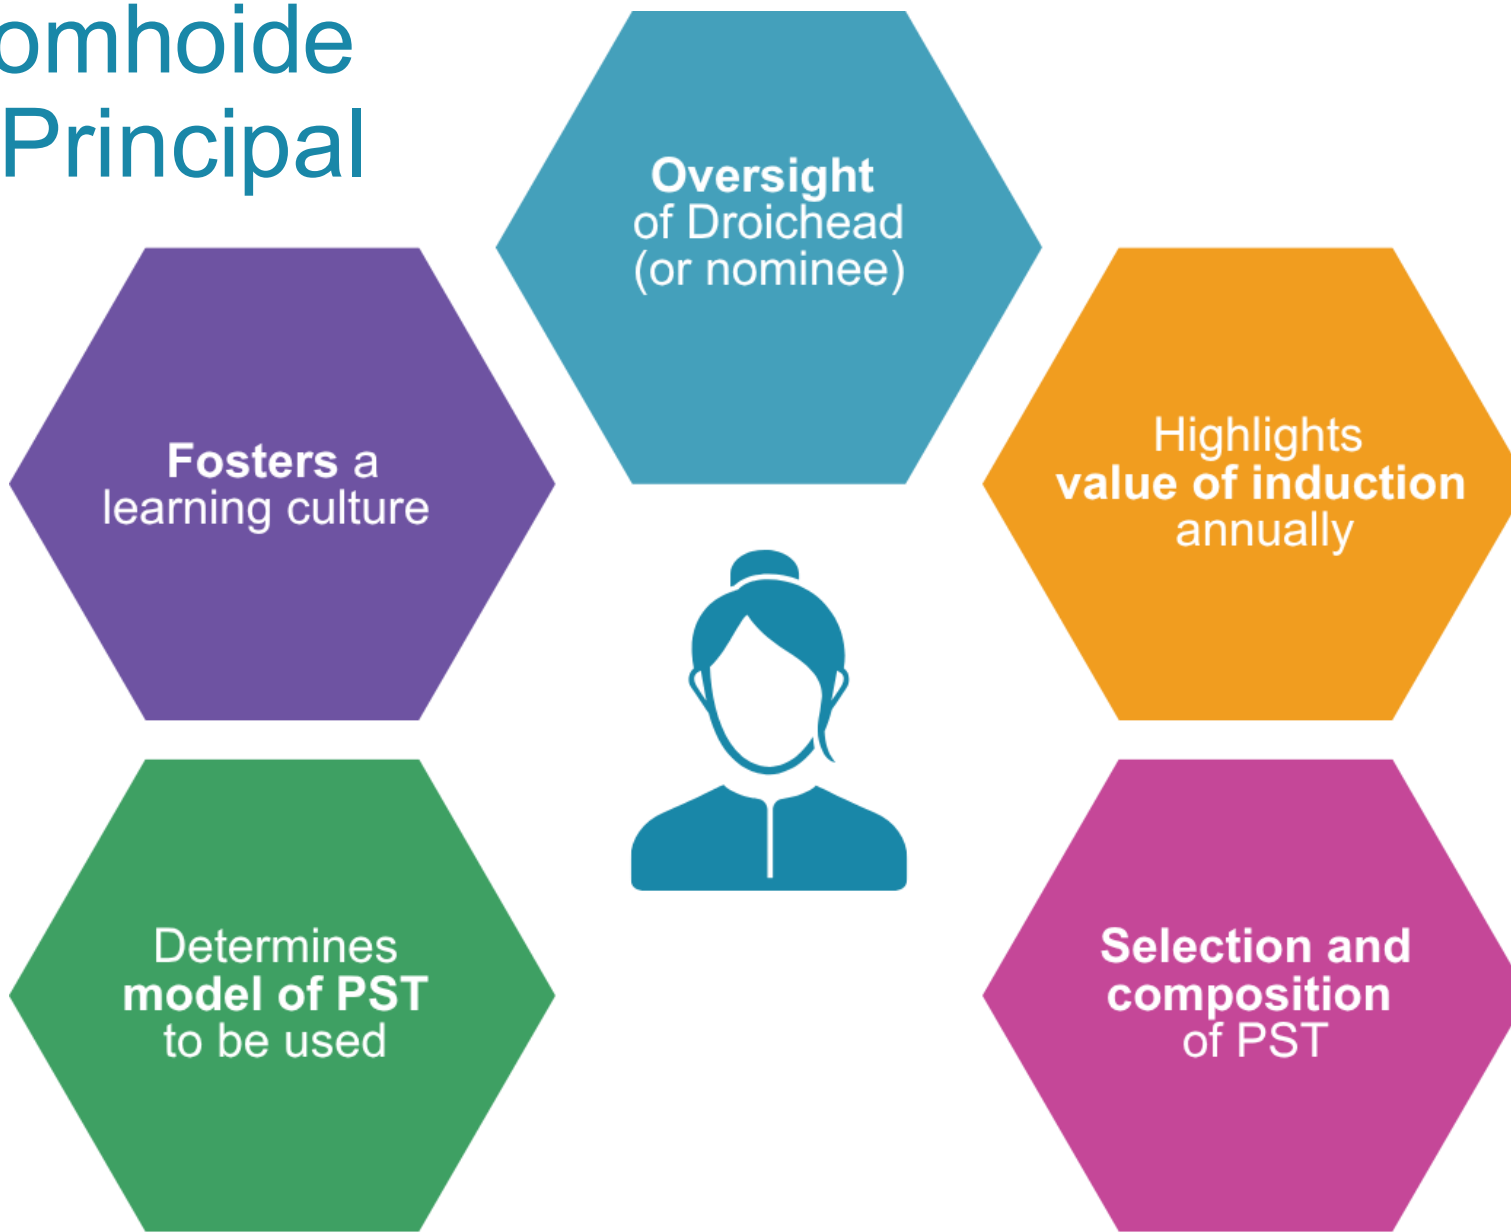 omhoide
Principal
Oversight
of Droichead
(or nominee)
Fosters a
learning culture
Highlights
value of induction
annually
Determines
model of PST
to be used
Selection and
composition
of PST